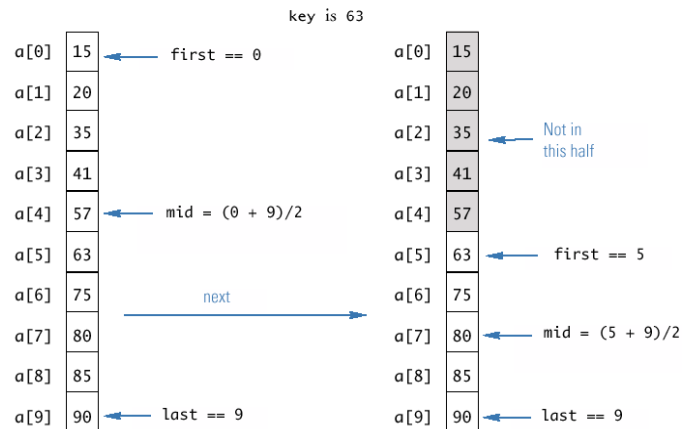 key is 63
a[0] 15 first == 0
a[1] 20
a[2] 35
a[3] 41
a[4] 57 mid = (0 + 9)/2
a[5] 63
a[6] 75
a[7] 80
a[8] 85
a[9] 90 last == 9
next
a[0] 15
a[1] 20
a[2] 35 Not in
this half
a[3] 41
a[4] 57
a[5] 63 first == 5
a[6] 75
a[7] 80 mid = (5 + 9)/2
a[8] 85
a[9] 90 last == 9